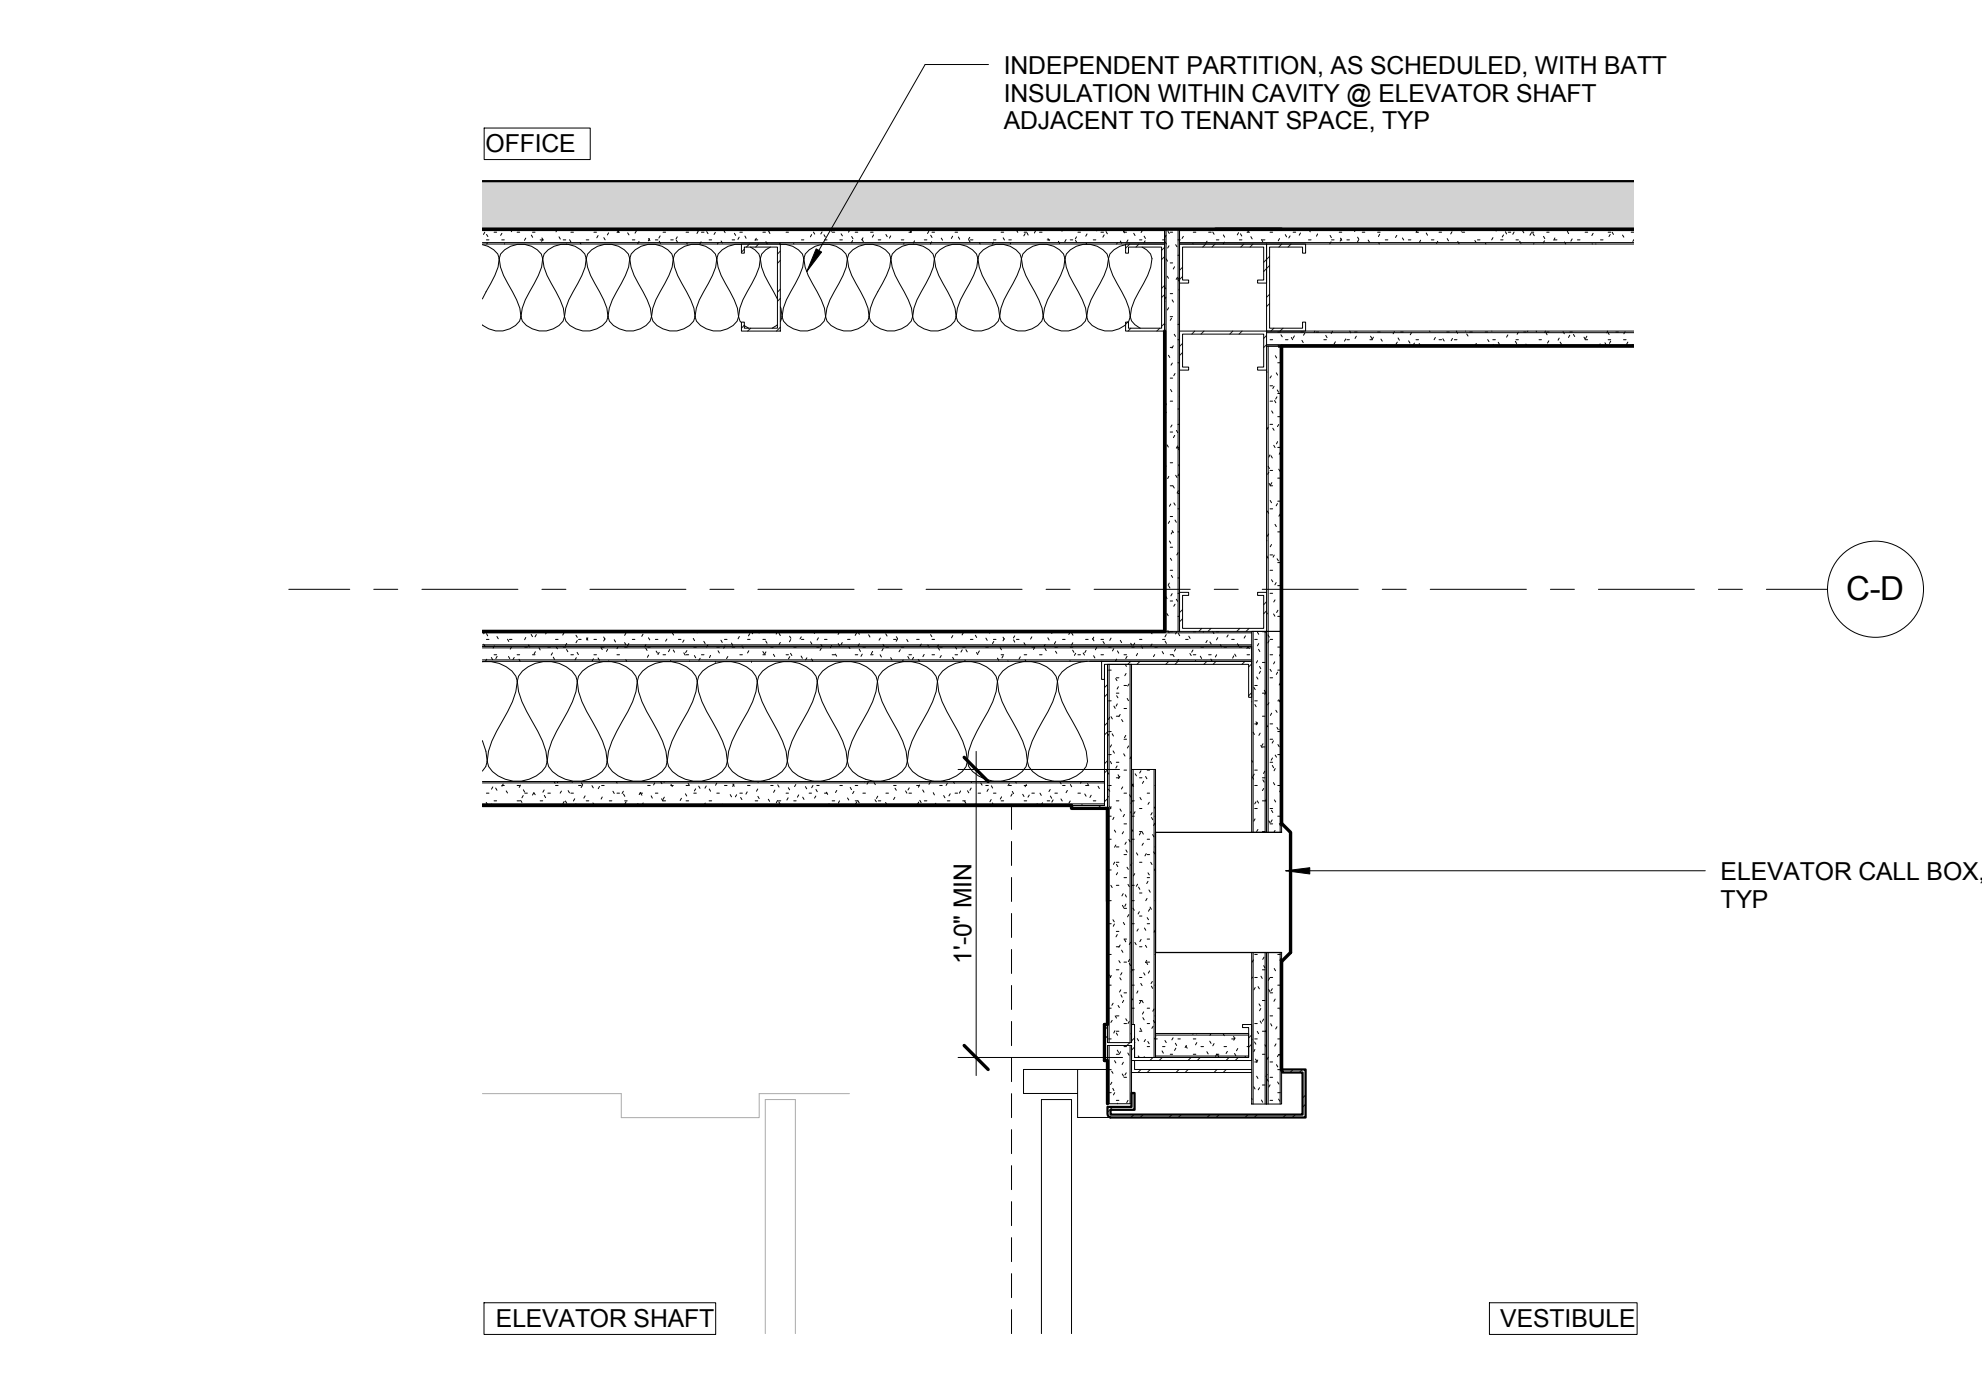 INDEPENDENT PARTITION, AS SCHEDULED, WITH BATT
INSULATION WITHIN CAVITY @ ELEVATOR SHAFT
ADJACENT TO TENANT SPACE, TYP
OFFICE
C-D
1'-0" MIN
ELEVATOR CALL BOX,
TYP
ELEVATOR SHAFT
VESTIBULE